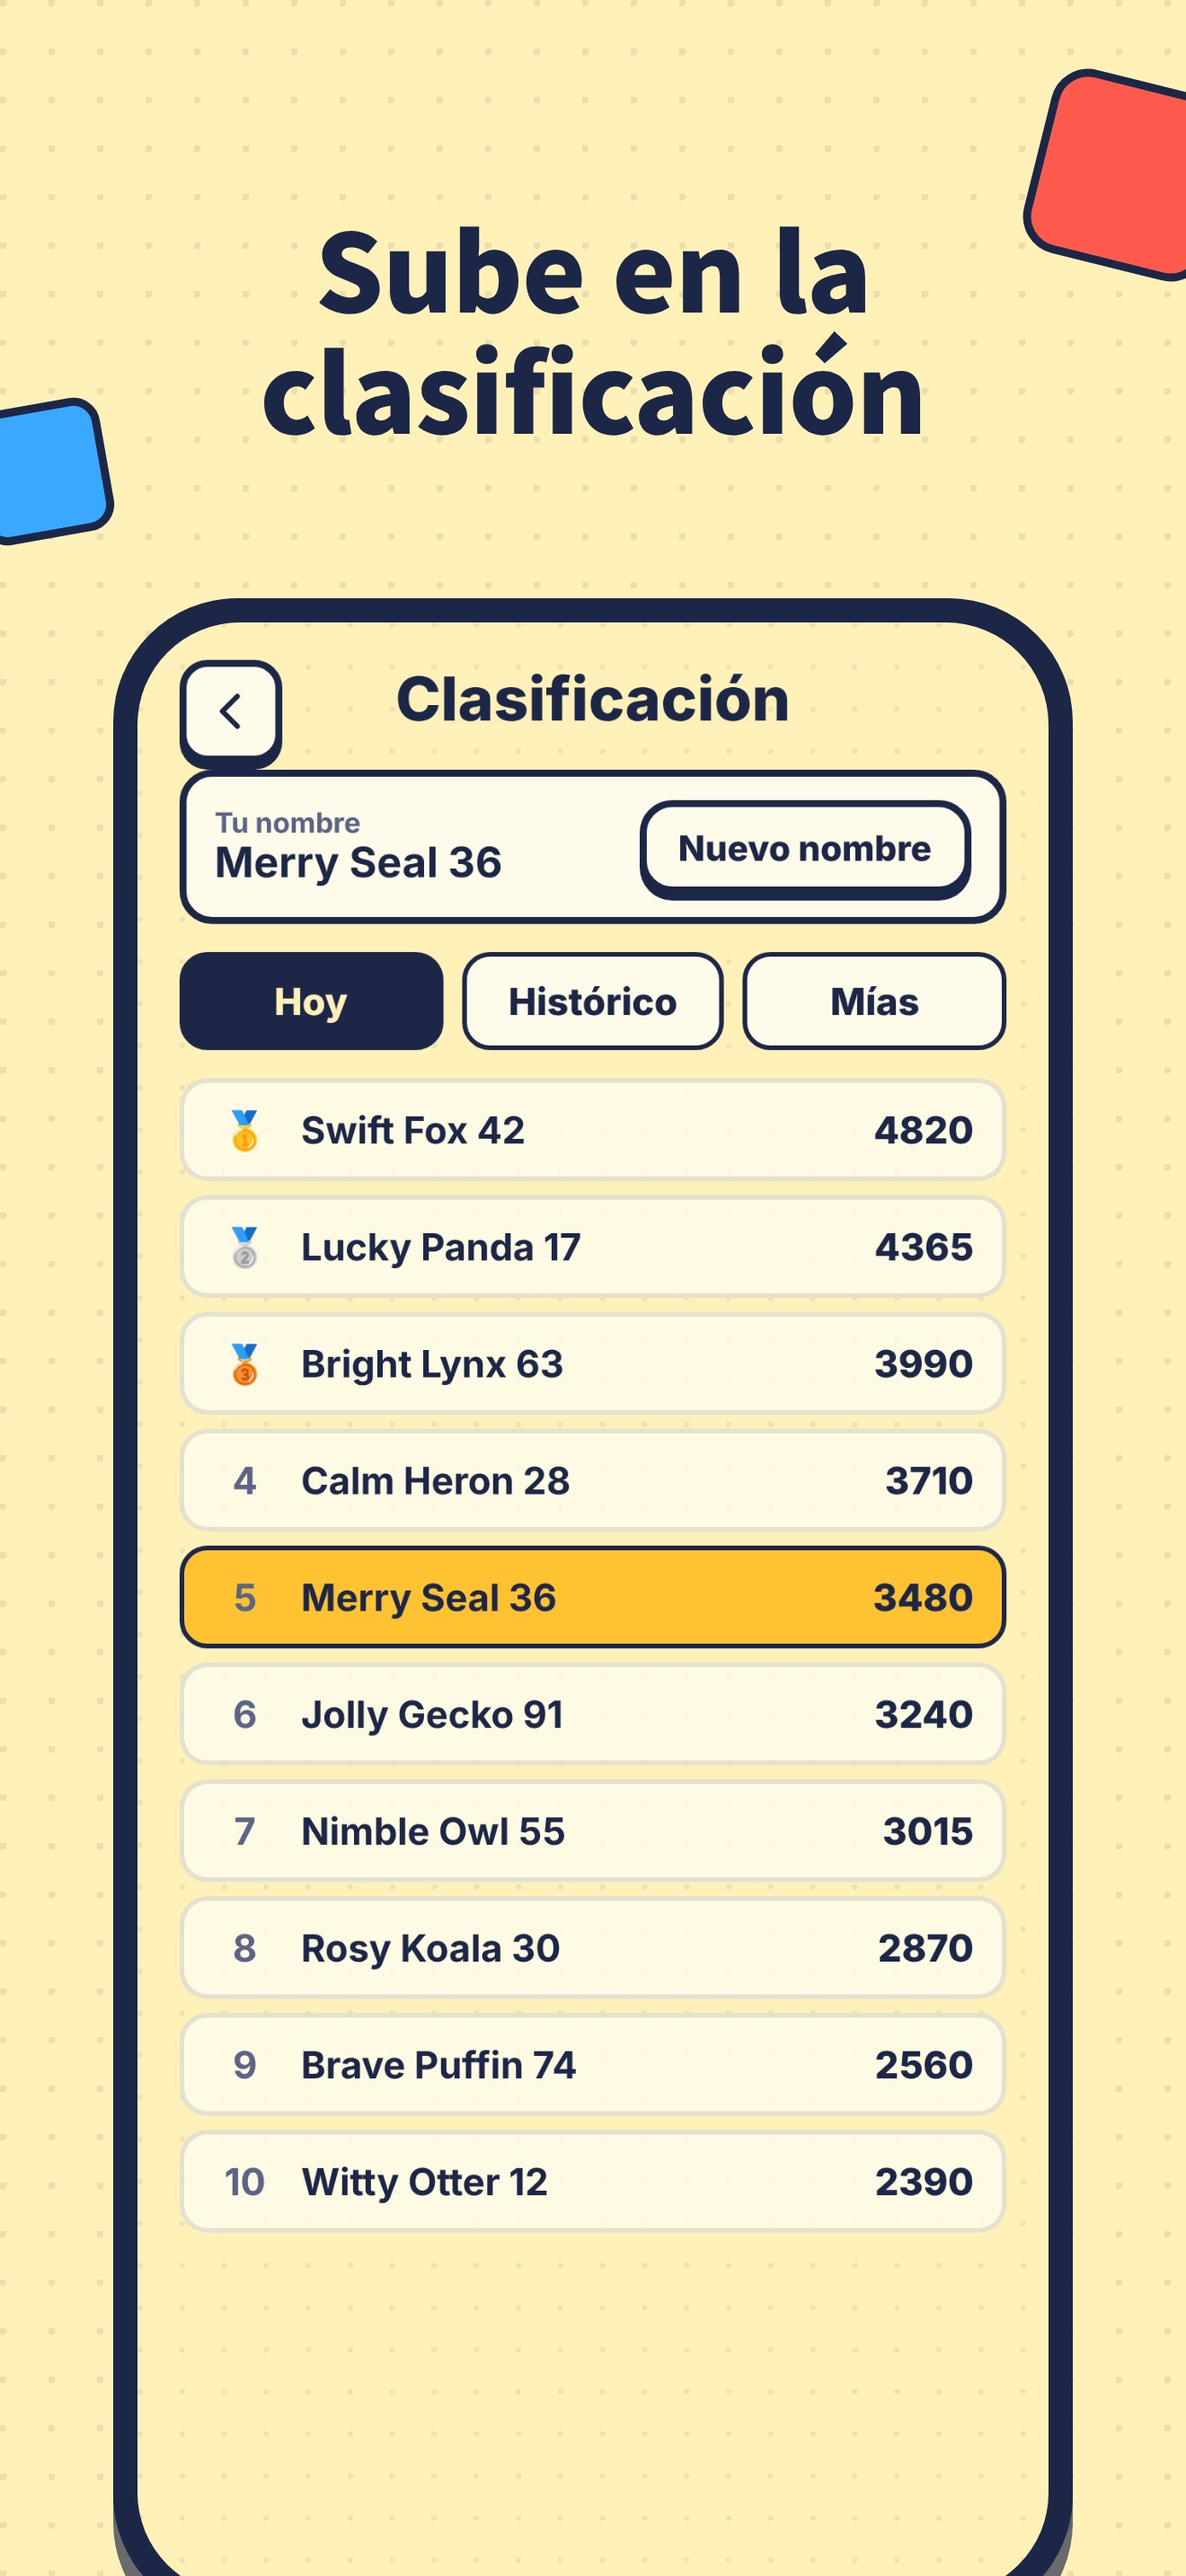 Sube en la
clasificación
Clasificación
Tu nombre
Merry Seal 36
Nuevo nombre
Hoy
Histórico
Mías
1 Swift Fox 42 4820
2 Lucky Panda 17 4365
3 Bright Lynx 63 3990
4 Calm Heron 28 3710
5 Merry Seal 36 3480
6 Jolly Gecko 91 3240
7 Nimble Owl 55 3015
8 Rosy Koala 30 2870
9 Brave Puffin 74 2560
10 Witty Otter 12 2390